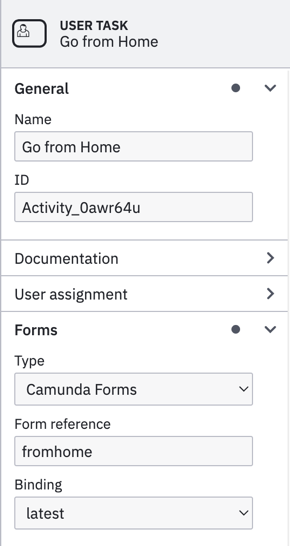 USER TASK
Go from Home
General
Name
Go from Home
ID
Activity_0awr64u
Documentation
User assignment
Forms
Type
Camunda Forms
Form reference
fromhome
Binding
latest